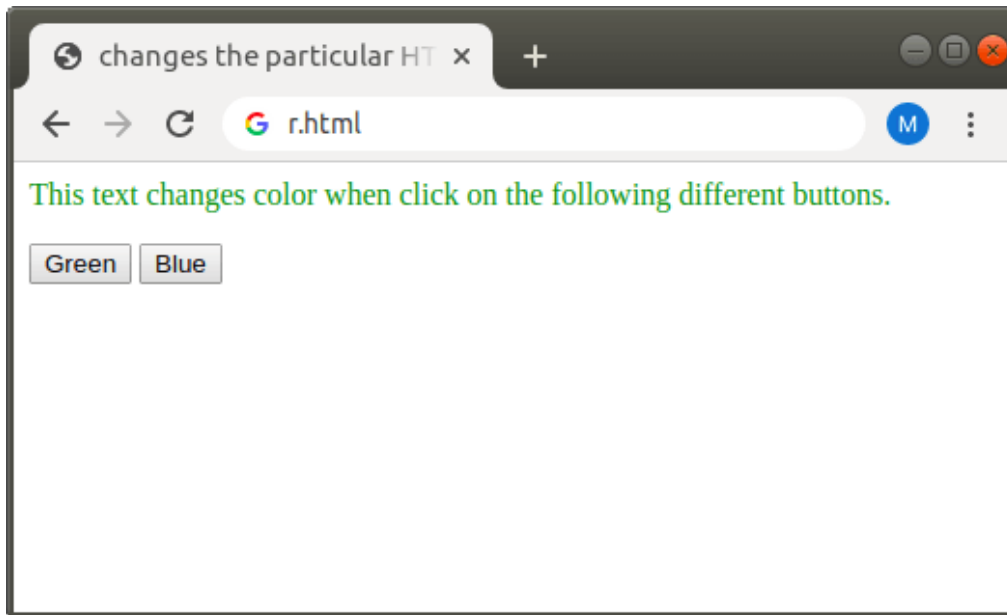 changes the particular HT
r.html
M
This text changes color when click on the following different buttons.
Green Blue